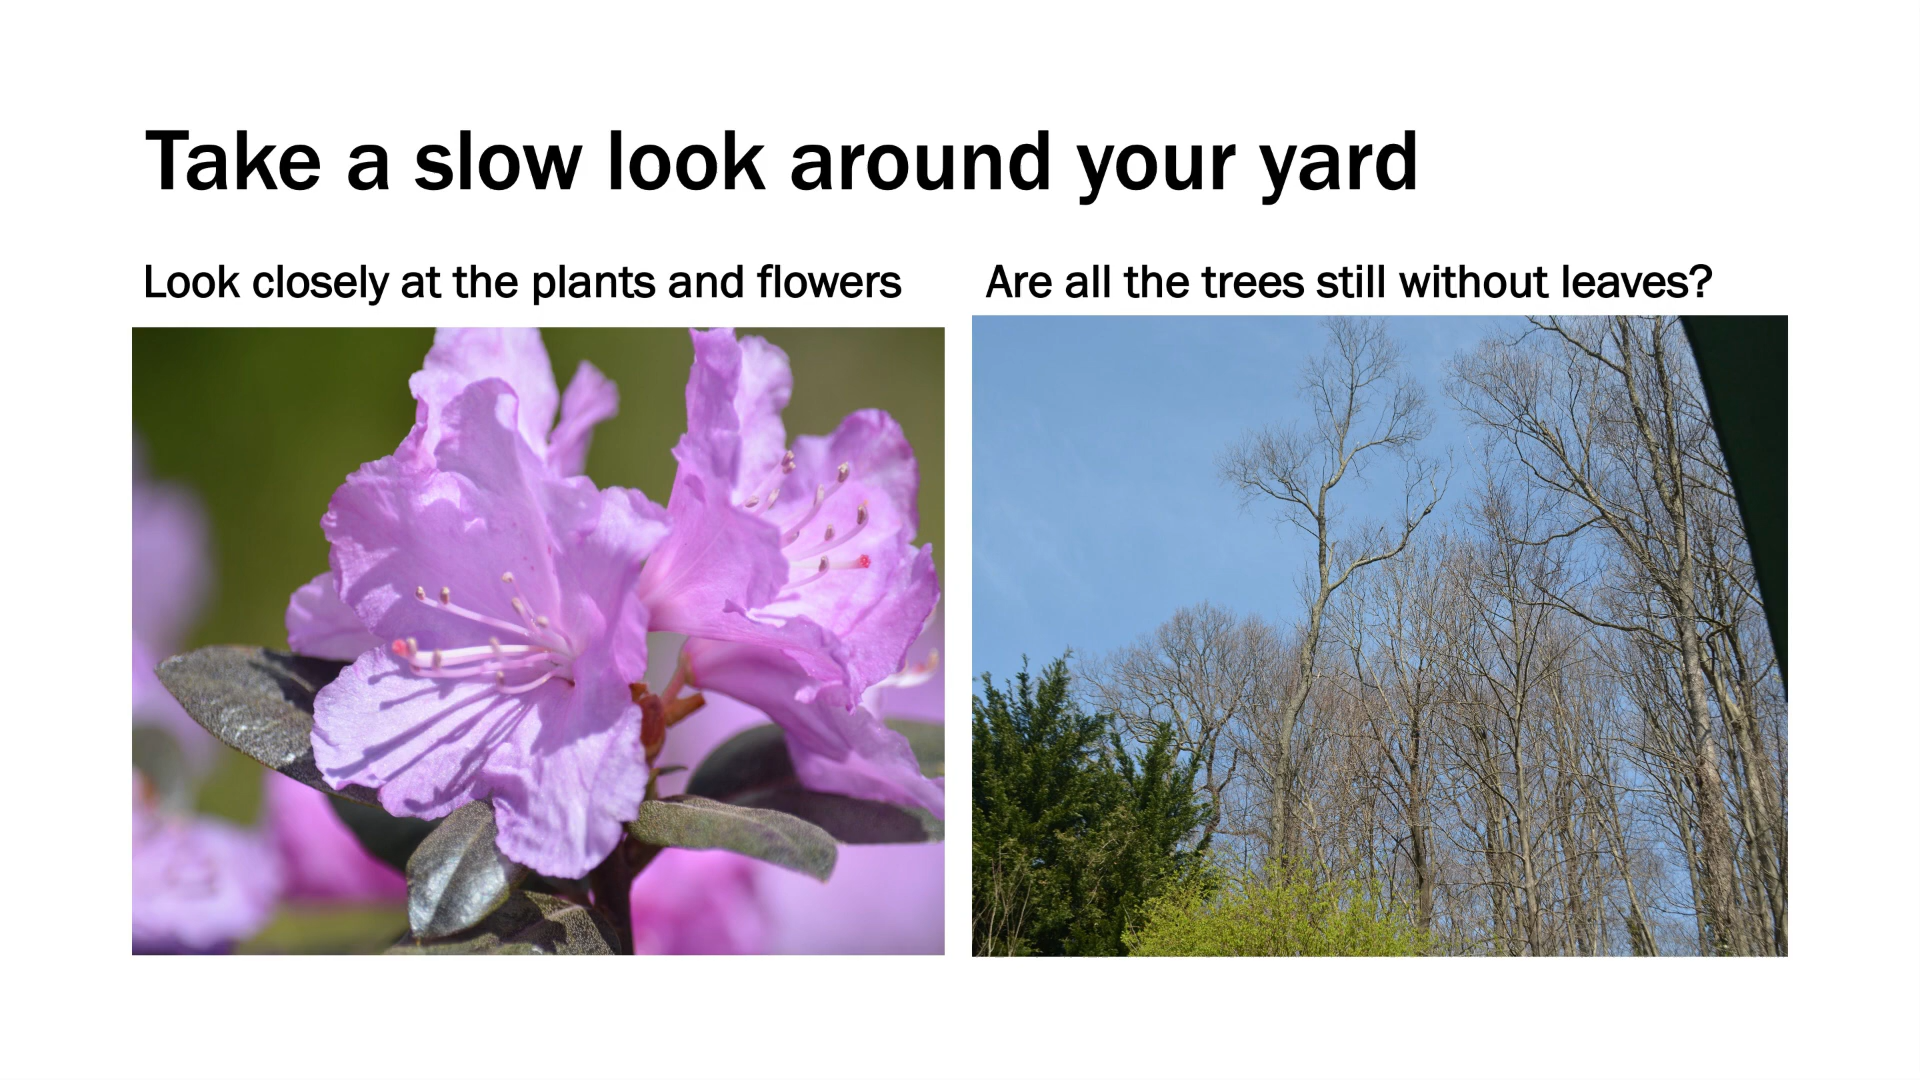 Take a slow look around your yard
Look closely at the plants and flowers
Are all the trees still without leaves?